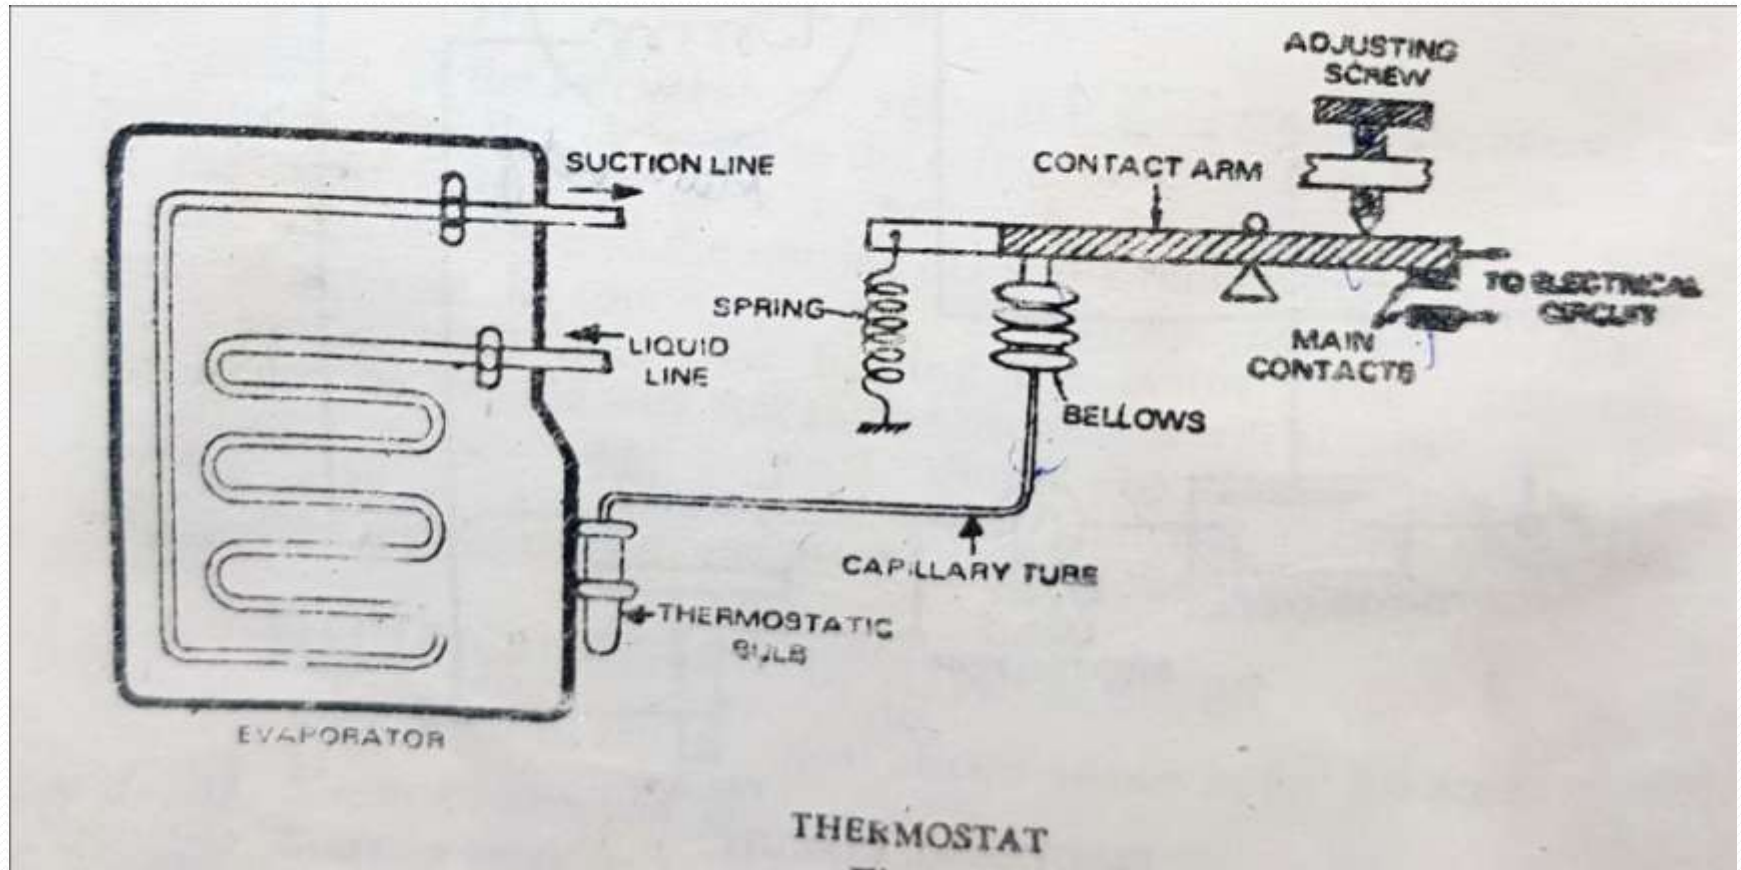 ADJUSTING
SCREW
SUCTION LINE
CONTACT ARM
SPRING
LIQUID
LINE
TO ELECTRICAL
CIRCUIT
MAIN
CONTACTS
BELLOWS
CAPILLARY TUBE
THERMOSTATIC
BULB
EVAPORATOR
THERMOSTAT